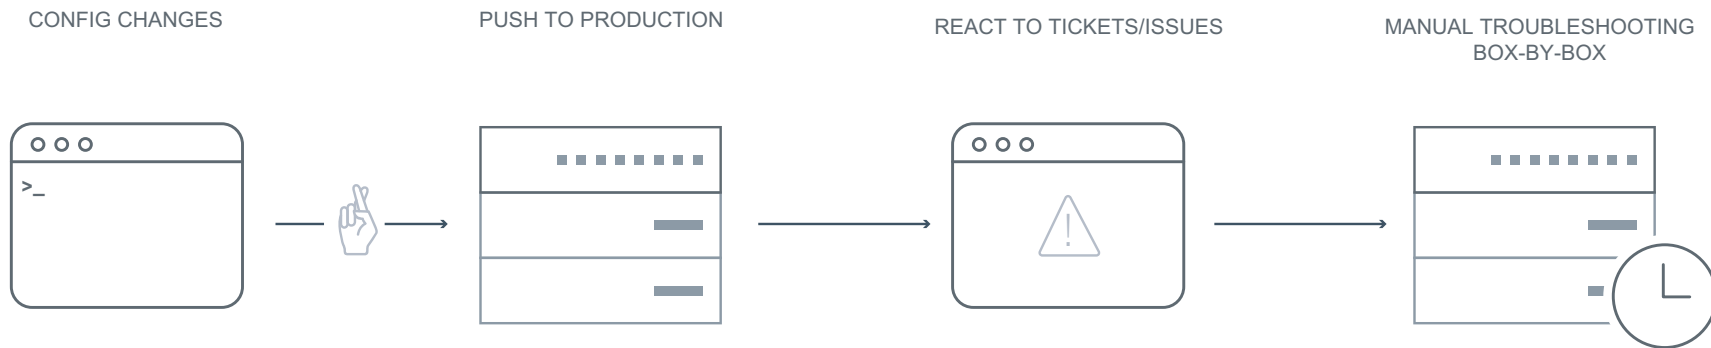 CONFIG CHANGES
PUSH TO PRODUCTION
REACT TO TICKETS/ISSUES
MANUAL TROUBLESHOOTING
BOX-BY-BOX
>_